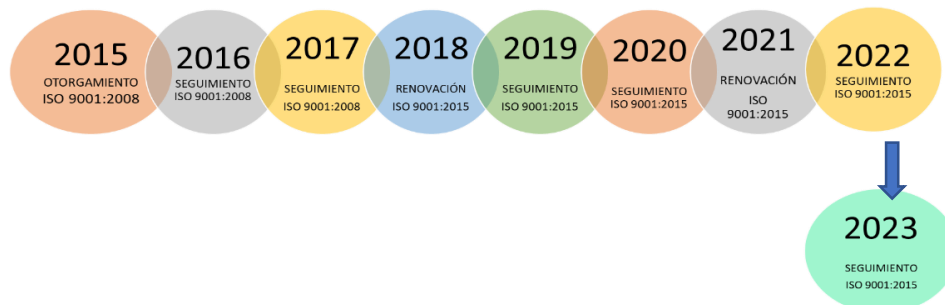 2015
OTORGAMIENTO
ISO 9001:2008
2016
SEGUIMIENTO
ISO 9001:2008
2017
SEGUIMIENTO
ISO 9001:2008
2018
RENOVACIÓN
ISO 9001:2015
2019
SEGUIMIENTO
ISO 9001:2015
2020
SEGUIMIENTO
ISO 9001:2015
2021
RENOVACIÓN
ISO
9001:2015
2022
SEGUIMIENTO
ISO 9001:2015
2023
SEGUIMIENTO
ISO 9001:2015